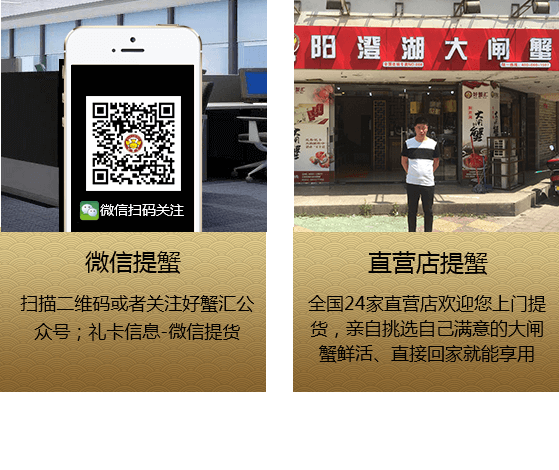 微信扫码关注
微信提蟹
扫描二维码或者关注好蟹汇公
众号；礼卡信息-微信提货
阳澄湖大闸蟹
直营店提蟹
全国24家直营店欢迎您上门提
货，亲自挑选自己满意的大闸
蟹鲜活、直接回家就能享用